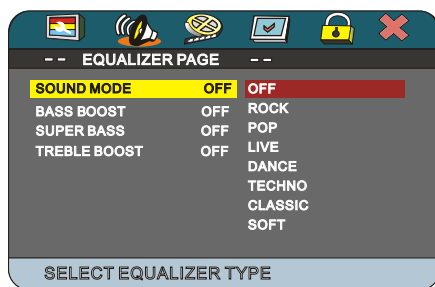 -- EQUALIZER PAGE --
SOUND MODE OFF OFF
BASS BOOST OFF ROCK
SUPER BASS OFF POP
TREBLE BOOST OFF LIVE
DANCE
TECHNO
CLASSIC
SOFT
SELECT EQUALIZER TYPE